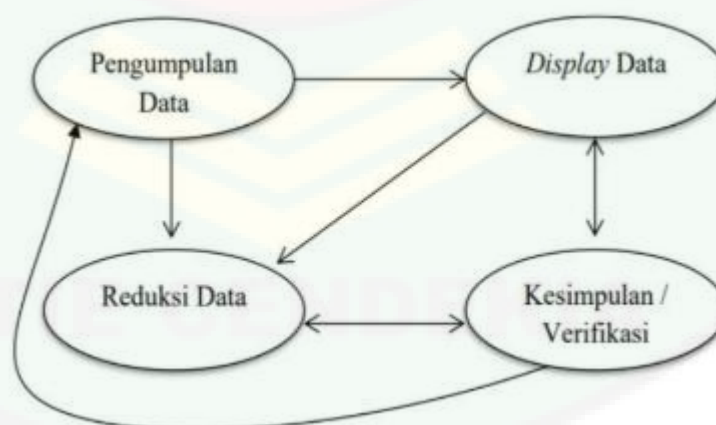 Pengumpulan
Data
Display Data
Reduksi Data
Kesimpulan /
Verifikasi